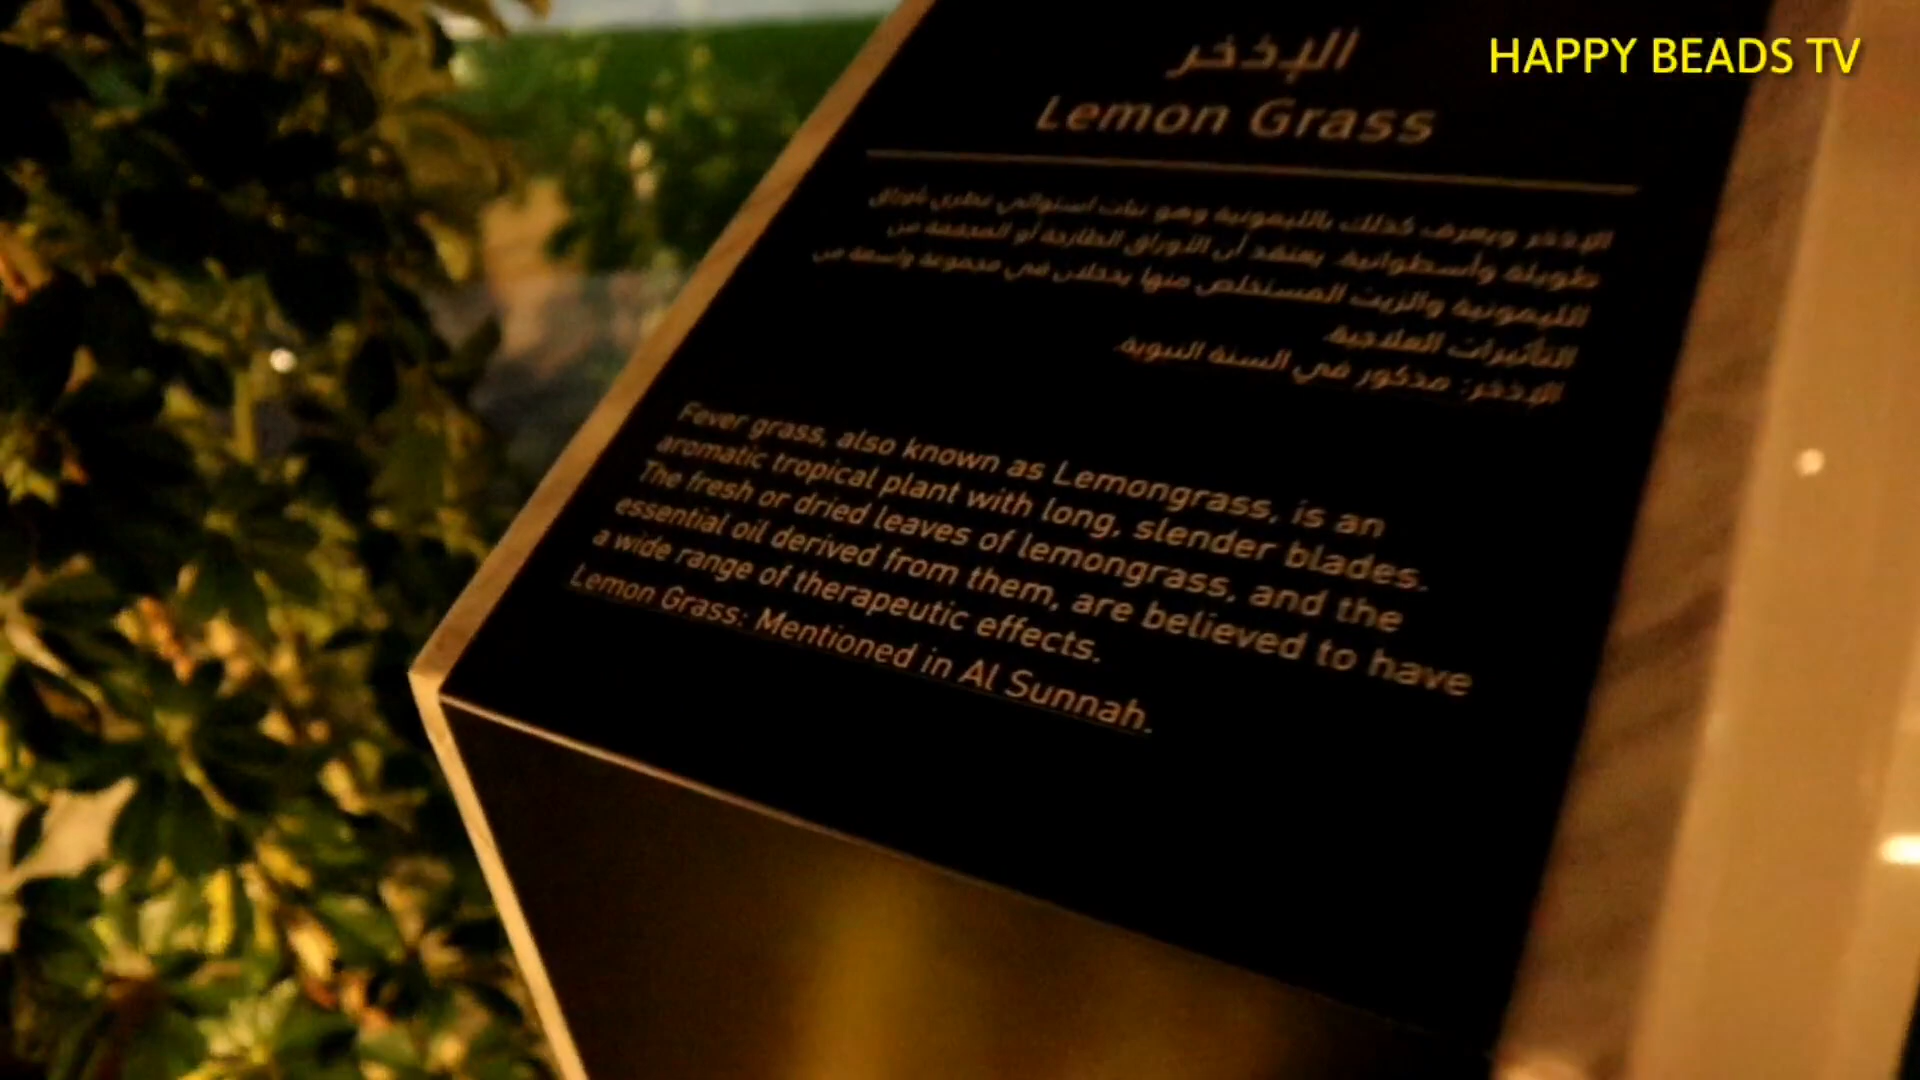 HAPPY BEADS TV
الإذخر
Lemon Grass
الإذخر ويعرف كذلك بالليمونية وهو نبات استوائي عطري بأوراق
طويلة وأسطوانية. يعتقد أن الأوراق الطازجة أو المجففة من
الليمونية والزيت المستخلص منها يدخلان في مجموعة واسعة من
التأثيرات العلاجية.
الإذخر: مذكور في السنة النبوية.
Fever grass, also known as Lemongrass, is an
aromatic tropical plant with long, slender blades.
The fresh or dried leaves of lemongrass, and the
essential oil derived from them, are believed to have
a wide range of therapeutic effects.
Lemon Grass: Mentioned in Al Sunnah.